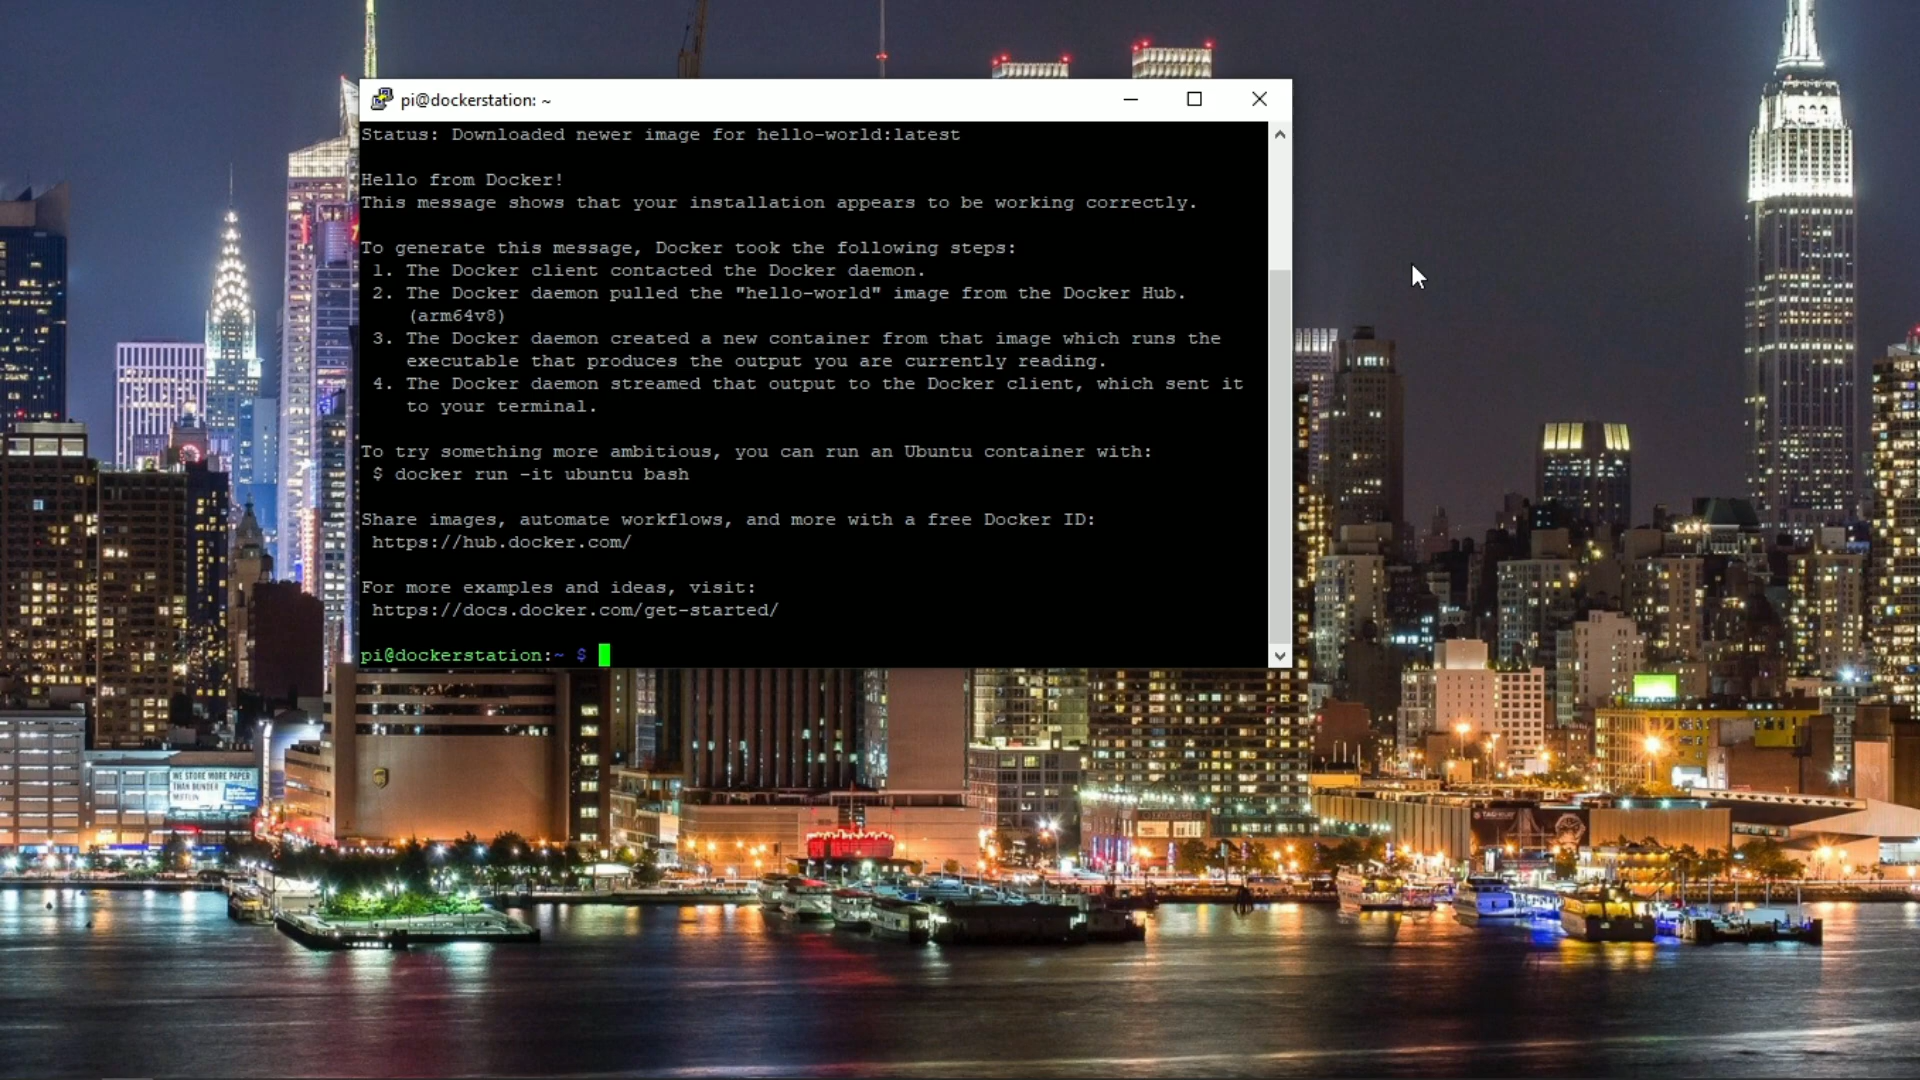 pi@dockerstation: ~
Status: Downloaded newer image for hello-world:latest
Hello from Docker!
This message shows that your installation appears to be working correctly.
To generate this message, Docker took the following steps:
1. The Docker client contacted the Docker daemon.
2. The Docker daemon pulled the "hello-world" image from the Docker Hub.
(arm64v8)
3. The Docker daemon created a new container from that image which runs the
executable that produces the output you are currently reading.
4. The Docker daemon streamed that output to the Docker client, which sent it
to your terminal.
To try something more ambitious, you can run an Ubuntu container with:
$ docker run -it ubuntu bash
Share images, automate workflows, and more with a free Docker ID:
https://hub.docker.com/
For more examples and ideas, visit:
https://docs.docker.com/get-started/
pi@dockerstation:~ $
WE STORE MORE PAPER
THAN DUNDER
MIFFLIN